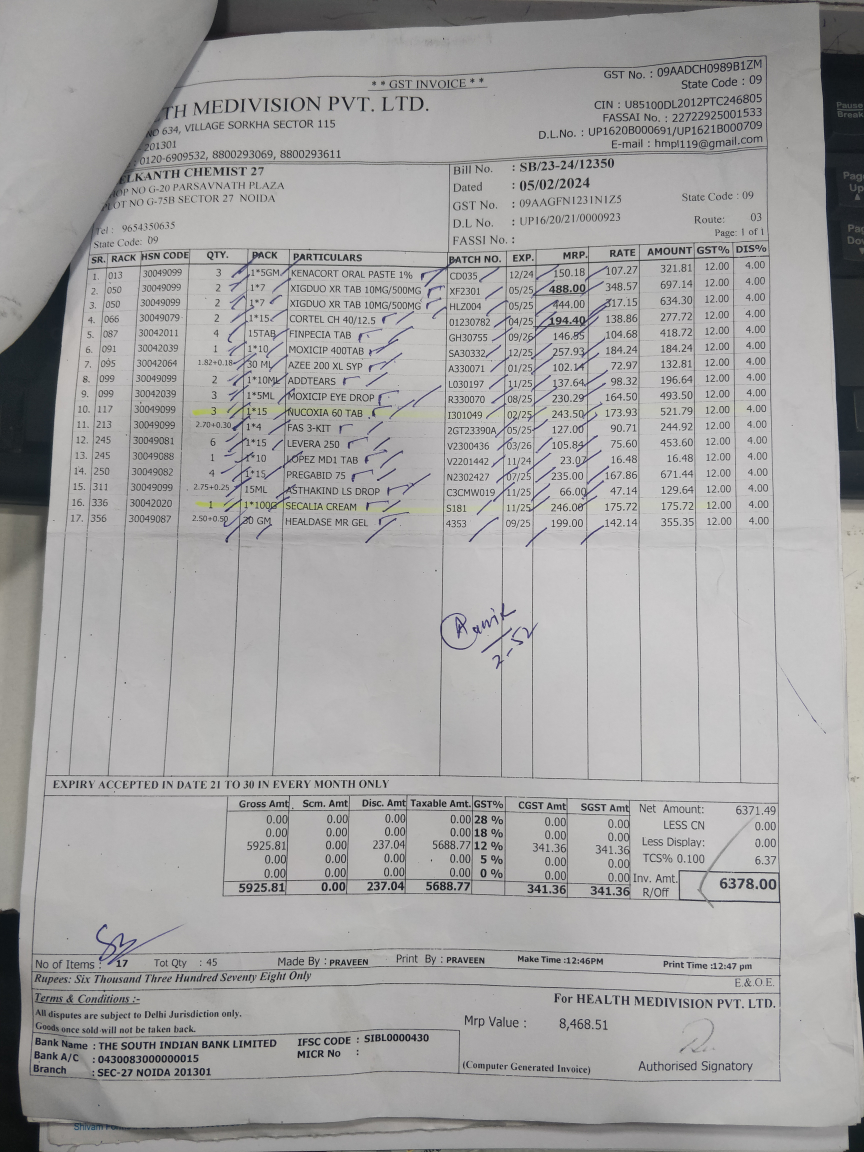 * * GST INVOICE * *
GST No. : 09AADCH0989B1ZM
State Code : 09
TH MEDIVISION PVT. LTD.
CIN : U85100DL2012PTC246805
NO 634, VILLAGE SORKHA SECTOR 115
FASSAI No. : 22722925001533
201301
D.L.No. : UP1620B000691/UP1621B000709
: 0120-6909532, 8800293069, 8800293611
E-mail : hmpl119@gmail.com
LKANTH CHEMIST 27
Bill No. : SB/23-24/12350
OP NO G-20 PARSAVNATH PLAZA
Dated : 05/02/2024
LOT NO G-75B SECTOR 27 NOIDA
GST No. : 09AAGFN1231N1Z5 State Code : 09
Tel : 9654350635
D.L No. : UP16/20/21/0000923 Route: 03
State Code: 09
FASSI No. : Page: 1 of 1
SR. RACK HSN CODE QTY. PACK PARTICULARS BATCH NO. EXP. MRP. RATE AMOUNT GST% DIS%
1. 013 30049099 3 1*5GM KENACORT ORAL PASTE 1% CD035 12/24 150.18 107.27 321.81 12.00 4.00
2. 050 30049099 2 1*7 XIGDUO XR TAB 10MG/500MG XF2301 05/25 488.00 348.57 697.14 12.00 4.00
3. 050 30049099 2 1*7 XIGDUO XR TAB 10MG/500MG HLZ004 05/25 444.00 317.15 634.30 12.00 4.00
4. 066 30049079 2 1*15 CORTEL CH 40/12.5 01230782 04/25 194.40 138.86 277.72 12.00 4.00
5. 087 30042011 4 15TAB FINPECIA TAB GH30755 09/26 146.55 104.68 418.72 12.00 4.00
6. 091 30042039 1 1*10 MOXICIP 400TAB SA30332 12/25 257.93 184.24 184.24 12.00 4.00
7. 095 30042064 1.82+0.18 30 ML AZEE 200 XL SYP A330071 01/25 102.14 72.97 132.81 12.00 4.00
8. 099 30049099 2 1*10ML ADDTEARS L030197 11/25 137.64 98.32 196.64 12.00 4.00
9. 099 30042039 3 1*5ML MOXICIP EYE DROP R330070 08/25 230.29 164.50 493.50 12.00 4.00
10. 117 30049099 3 1*15 NUCOXIA 60 TAB I301049 02/25 243.50 173.93 521.79 12.00 4.00
11. 213 30049099 2.70+0.30 1*4 FAS 3-KIT 2GT23390A 05/25 127.00 90.71 244.92 12.00 4.00
12. 245 30049081 6 1*15 LEVERA 250 V2300436 03/26 105.84 75.60 453.60 12.00 4.00
13. 245 30049088 1 1*10 LOPEZ MD1 TAB V2201442 11/24 23.07 16.48 16.48 12.00 4.00
14. 250 30049082 4 1*15 PREGABID 75 N2302427 07/25 235.00 167.86 671.44 12.00 4.00
15. 311 30049099 2.75+0.25 15ML ASTHAKIND LS DROP C3CMW019 11/25 66.00 47.14 129.64 12.00 4.00
16. 336 30042020 1 1*100G SECALIA CREAM S181 11/25 246.00 175.72 175.72 12.00 4.00
17. 356 30049087 2.50+0.50 30 GM HEALDASE MR GEL 4353 09/25 199.00 142.14 355.35 12.00 4.00
2-52
EXPIRY ACCEPTED IN DATE 21 TO 30 IN EVERY MONTH ONLY
Gross Amt Scm. Amt Disc. Amt Taxable Amt. GST% CGST Amt SGST Amt
0.00 0.00 0.00 0.00 28 % 0.00 0.00
0.00 0.00 0.00 0.00 18 % 0.00 0.00
5925.81 0.00 237.04 5688.77 12 % 341.36 341.36
0.00 0.00 0.00 0.00 5 % 0.00 0.00
0.00 0.00 0.00 0.00 0 % 0.00 0.00
5925.81 0.00 237.04 5688.77 341.36 341.36
Net Amount: 6371.49
LESS CN 0.00
Less Display: 0.00
TCS% 0.100 6.37
Inv. Amt. 6378.00
R/Off
No of Items : 17 Tot Qty : 45 Made By : PRAVEEN Print By : PRAVEEN Make Time :12:46PM Print Time :12:47 pm
Rupees: Six Thousand Three Hundred Seventy Eight Only
E.& O.E.
Terms & Conditions :-
For HEALTH MEDIVISION PVT. LTD.
All disputes are subject to Delhi Jurisdiction only.
Goods once sold will not be taken back.
Mrp Value : 8,468.51
Bank Name : THE SOUTH INDIAN BANK LIMITED IFSC CODE : SIBL0000430
Bank A/C : 0430083000000015 MICR No :
Branch : SEC-27 NOIDA 201301
(Computer Generated Invoice)
Authorised Signatory
Pause
Break
Page
Up
Shivam